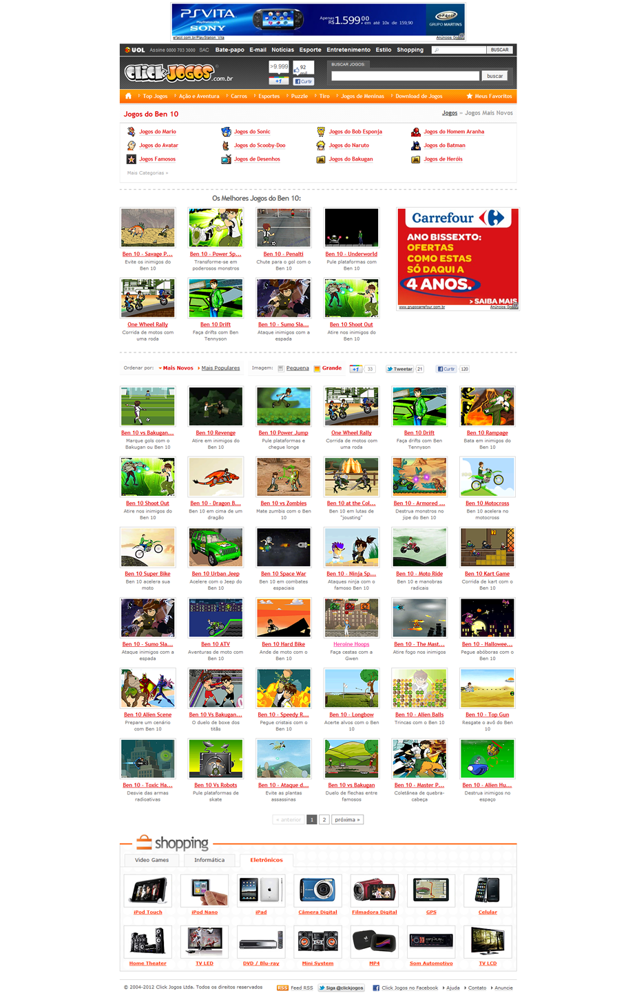 PSVITA
PlayStation.Vita
SONY
Apenas
R$1.599,00 em até 10x de 159,90
GRUPO MARTINS
efacil.com.br/PlayStation_Vita
Anúncios Google
UOL Assine 0800 703 3000 SAC Bate-papo E-mail Notícias Esporte Entretenimento Estilo Shopping BUSCAR
CLICK JOGOS .com.br
>9.999
+1
92 mil
Curtir
BUSCAR JOGOS:
buscar
Top Jogos Ação e Aventura Carros Esportes Puzzle Tiro Jogos de Meninas Download de Jogos Meus Favoritos
Jogos do Ben 10
Jogos » Jogos Mais Novos
Jogos do Mario Jogos do Sonic Jogos do Bob Esponja Jogos do Homem Aranha
Jogos do Avatar Jogos do Scooby-Doo Jogos do Naruto Jogos do Batman
Jogos Famosos Jogos de Desenhos Jogos do Bakugan Jogos de Heróis
Mais Categorias »
Os Melhores Jogos do Ben 10:
Ben 10 - Savage P...
Evite os inimigos do Ben 10
Ben 10 - Power Sp...
Transforme-se em poderosos monstros
Ben 10 - Penalti
Chute para o gol com o Ben 10
Ben 10 - Underworld
Pule plataformas com Ben 10
One Wheel Rally
Corrida de motos com uma roda
Ben 10 Drift
Faça drifts com Ben Tennyson
Ben 10 - Sumo Sla...
Ataque inimigos com a espada
Ben 10 Shoot Out
Atire nos inimigos do Ben 10
Carrefour
ANO BISSEXTO:
OFERTAS
COMO ESTAS
SÓ DAQUI A
4 ANOS.
> SAIBA MAIS
www.grupocarrefour.com.br
Anúncios Google
Ordenar por: Mais Novos Mais Populares Imagem: Pequena Grande +1 33 Tweetar 21 Curtir 120
Ben 10 vs Bakugan...
Marque gols com o Bakugan ou Ben 10
Ben 10 Revenge
Atire em inimigos do Ben 10
Ben 10 Power Jump
Pule plataformas e chegue longe
One Wheel Rally
Corrida de motos com uma roda
Ben 10 Drift
Faça drifts com Ben Tennyson
Ben 10 Rampage
Bata em inimigos do Ben 10
Ben 10 Shoot Out
Atire nos inimigos do Ben 10
Ben 10 - Dragon B...
Ben 10 em cima de um dragão
Ben 10 vs Zombies
Mate zumbis com o Ben 10
Ben 10 at the Col...
Ben 10 em lutas de "jousting"
Ben 10 - Armored ...
Destrua monstros no jipe do Ben 10
Ben 10 Motocross
Ben 10 acelera no motocross
Ben 10 Super Bike
Ben 10 acelera sua moto
Ben 10 Urban Jeep
Acelere com o Jeep do Ben 10
Ben 10 Space War
Ben 10 em combates espaciais
Ben 10 - Ninja Sp...
Ataques ninja com o famoso Ben 10
Ben 10 - Moto Ride
Ben 10 e manobras radicais
Ben 10 Kart Game
Corrida de kart com o Ben 10
Ben 10 - Sumo Sla...
Ataque inimigos com a espada
Ben 10 ATV
Aventuras de moto com Ben 10
Ben 10 Hard Bike
Ande de moto com o Ben 10
Heroine Hoops
Faça cestas com a Gwen
Ben 10 - The Mast...
Atire fogo nos inimigos
Ben 10 - Hallowee...
Pegue abóboras com o Ben 10
Ben 10 Alien Scene
Prepare um cenário com Ben 10
Ben 10 Vs Bakugan...
O duelo de boxe dos titãs
Ben 10 - Speedy R...
Pegue cristais com o Ben 10
Ben 10 - Longbow
Acerte alvos com o Ben 10
Ben 10 - Alien Balls
Trincas com o Ben 10
Ben 10 - Top Gun
Resgate o avô do Ben 10
Ben 10 - Toxic Ha...
Desvie das armas radioativas
Ben 10 Vs Robots
Pule plataformas de skate
Ben 10 - Ataque d...
Evite as plantas assassinas
Ben 10 vs Bakugan
Duelo de flechas entre famosos
Ben 10 - Master P...
Coletânea de quebra-cabeça
Ben 10 - Alien Hu...
Destrua inimigos no espaço
« anterior 1 2 próxima »
shopping
Video Games Informática Eletrônicos
iPod Touch iPod Nano iPad Câmera Digital Filmadora Digital GPS Celular
Home Theater TV LED DVD / Blu-ray Mini System MP4 Som Automotivo TV LCD
© 2004-2012 Click Jogos Ltda. Todos os direitos reservados RSS Feed RSS Siga @clickjogos Click Jogos no Facebook Ajuda Contato Anuncie